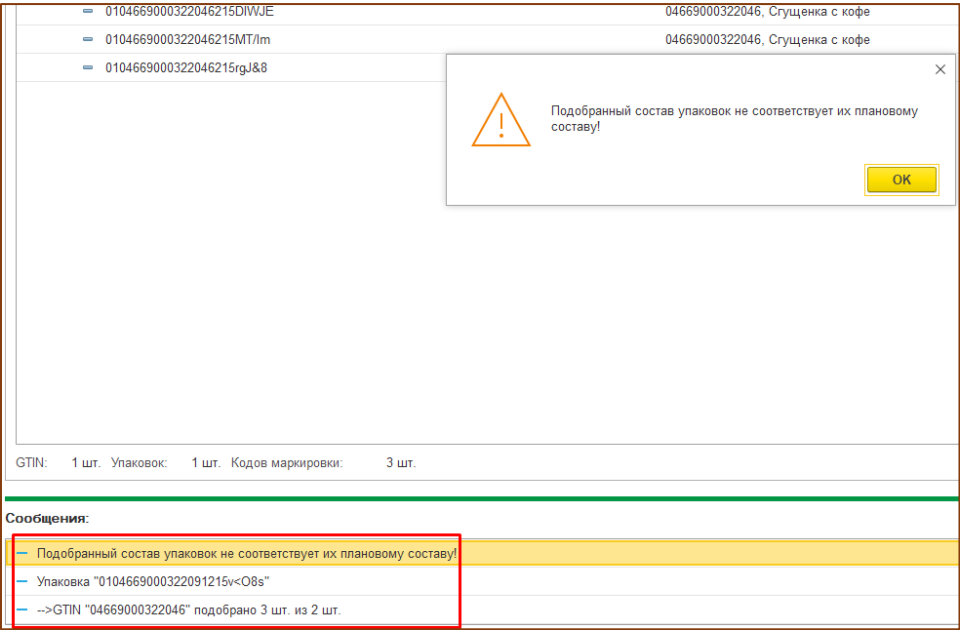 0104669000322046215DIWJE 04669000322046, Сгущенка с кофе
0104669000322046215MT/Im 04669000322046, Сгущенка с кофе
0104669000322046215rgJ&8
Подобранный состав упаковок не соответствует их плановому
составу!
OK
GTIN: 1 шт. Упаковок: 1 шт. Кодов маркировки: 3 шт.
Сообщения:
Подобранный состав упаковок не соответствует их плановому составу!
Упаковка "0104669000322091215v<O8s"
-->GTIN "04669000322046" подобрано 3 шт. из 2 шт.